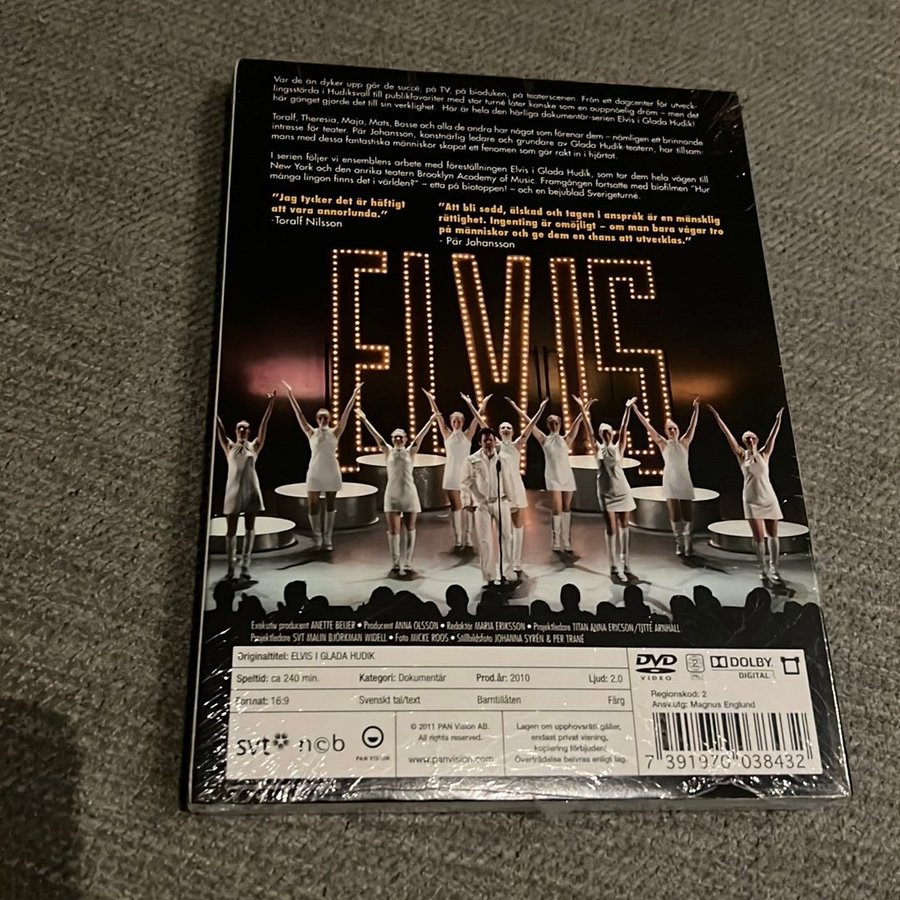 Var de än dyker upp gör de succé, på TV, på bioduken, på teaterscenen. Från ett dagcenter för utveck-
lingsstörda i Hudiksvall till publikfavoriter med stor turné låter kanske som en ouppnåelig dröm – men det
här gänget gjorde det till sin verklighet. Här är hela den härliga dokumentär-serien Elvis i Glada Hudik!
Toralf, Theresia, Maja, Mats, Bosse och alla de andra har något som förenar dem – nämligen ett brinnande
intresse för teater. Pär Johansson, konstnärlig ledare och grundare av Glada Hudik-teatern, har tillsam-
mans med dessa fantastiska människor skapat ett fenomen som går rakt in i hjärtat.
I serien följer vi ensemblens arbete med föreställningen Elvis i Glada Hudik, som tar dem hela vägen till
New York och den anrika teatern Brooklyn Academy of Music. Framgången fortsatte med biofilmen "Hur
många lingon finns det i världen?" – etta på biotoppen! – och en bejublad Sverigeturné.
"Jag tycker det är häftigt
att vara annorlunda."
-Toralf Nilsson
"Att bli sedd, älskad och tagen i anspråk är en mänsklig
rättighet. Ingenting är omöjligt – om man bara vågar tro
på människor och ge dem en chans att utvecklas."
- Pär Johansson
ELVIS
Exekutiv producent ANETTE BEIJER • Producent ANNA OLSSON • Redaktör MARIA ERIKSSON • Projektledare TITAN ANNA ERICSON/TJITTE ARNHALL
Projektledare SVT MALIN BJÖRKMAN WIDELL • Foto MICKE ROOS • Stillbildsfoto JOHANNA SYRÉN & PER TRANÉ
Originaltitel: ELVIS I GLADA HUDIK
Speltid: ca 240 min. Kategori: Dokumentär Prod.år: 2010 Ljud: 2.0
Format: 16:9 Svenskt tal/text Barntillåten Färg
DVD VIDEO 2 DOLBY DIGITAL
Regionskod: 2
Ansv.utg: Magnus Englund
svt ncb PAN VISION
© 2011 PAN Vision AB.
All rights reserved.
www.panvision.com
Lagen om upphovsrätt gäller,
endast privat visning,
kopiering förbjuden!
Överträdelse beivras enligt lag.
7 391970 038432